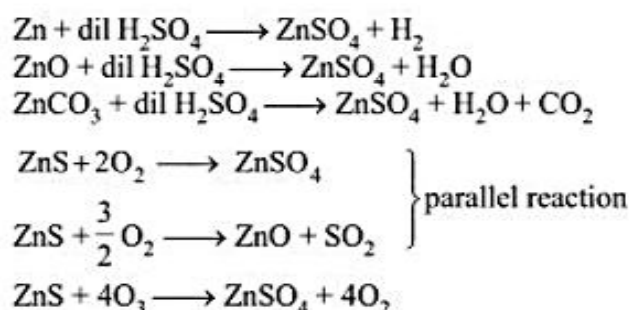 Zn + dil H₂SO₄ ⟶ ZnSO₄ + H₂
ZnO + dil H₂SO₄ ⟶ ZnSO₄ + H₂O
ZnCO₃ + dil H₂SO₄ ⟶ ZnSO₄ + H₂O + CO₂
ZnS + 2O₂ ⟶ ZnSO₄
} parallel reaction
ZnS + 3/2 O₂ ⟶ ZnO + SO₂
ZnS + 4O₃ ⟶ ZnSO₄ + 4O₂